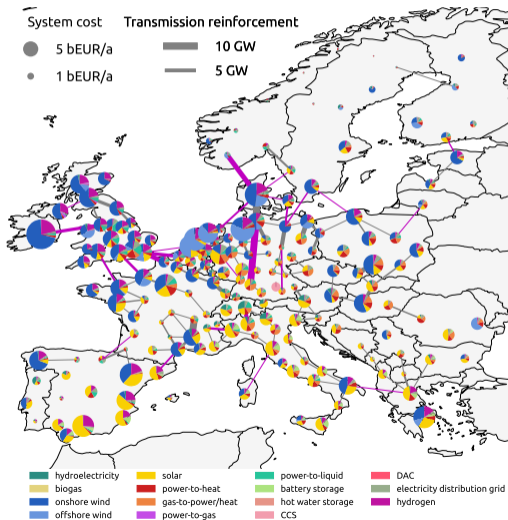 System cost
Transmission reinforcement
5 bEUR/a
10 GW
1 bEUR/a
5 GW
hydroelectricity
solar
power-to-liquid
DAC
biogas
power-to-heat
battery storage
electricity distribution grid
onshore wind
gas-to-power/heat
hot water storage
hydrogen
offshore wind
power-to-gas
CCS